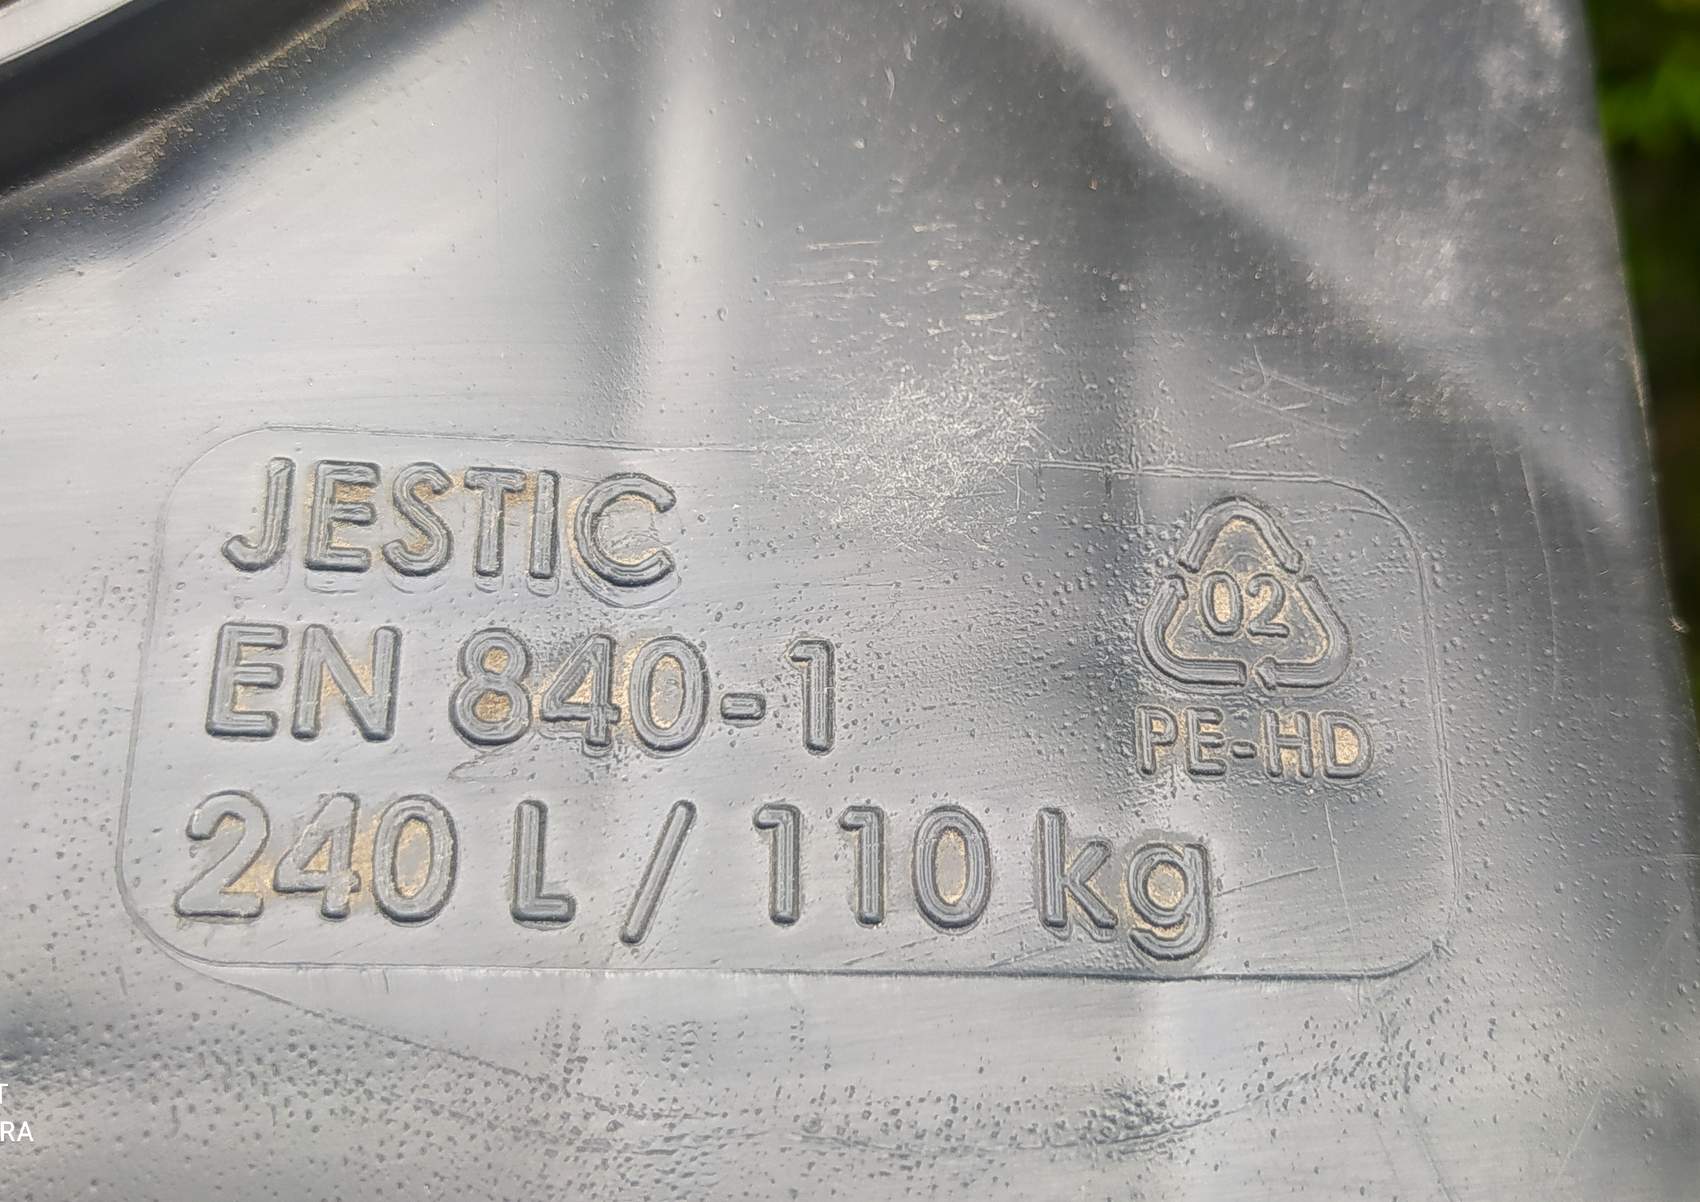 JESTIC
EN 840-1
240 L / 110 kg
02
PE-HD